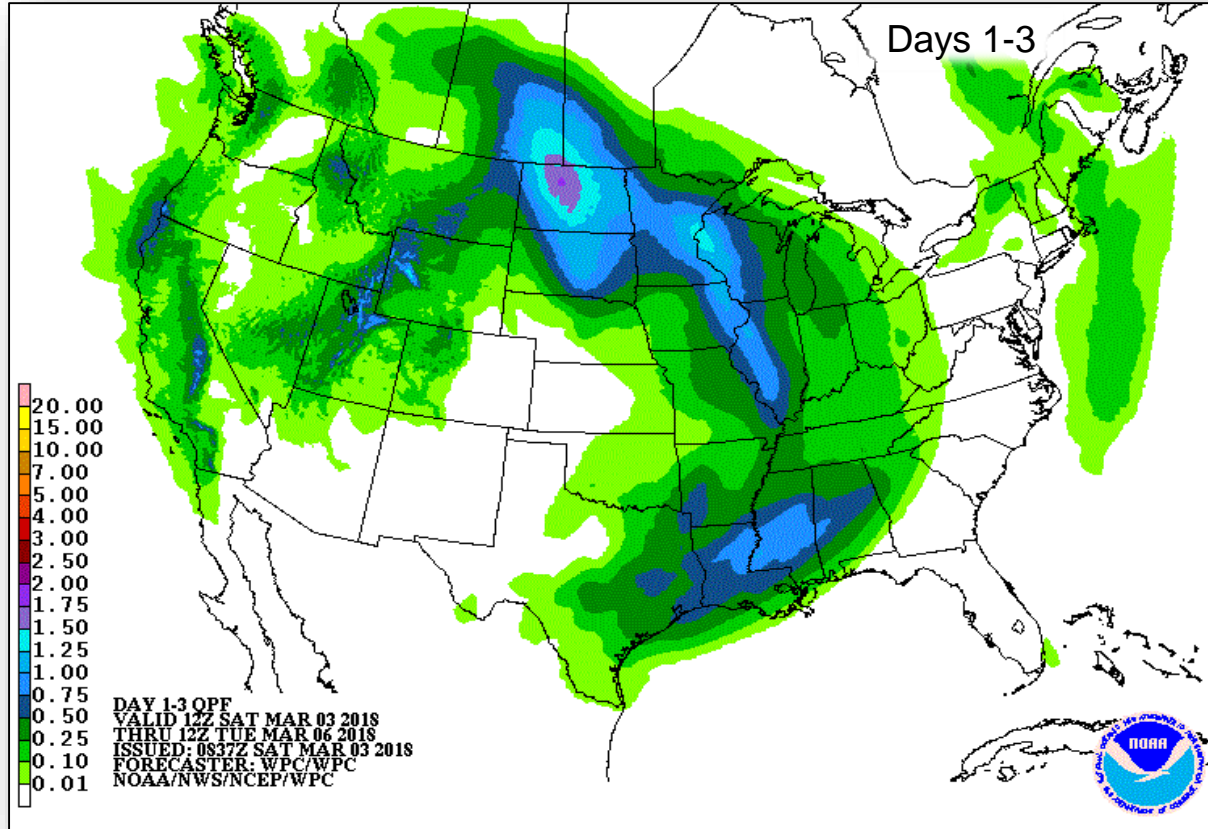 Days 1-3
20.00
15.00
10.00
7.00
5.00
4.00
3.00
2.50
2.00
1.75
1.50
1.25
1.00
0.75
0.50
0.25
0.10
0.01
DAY 1-3 QPF
VALID 12Z SAT MAR 03 2018
THRU 12Z TUE MAR 06 2018
ISSUED: 0837Z SAT MAR 03 2018
FORECASTER: WPC/WPC
NOAA/NWS/NCEP/WPC
NOAA